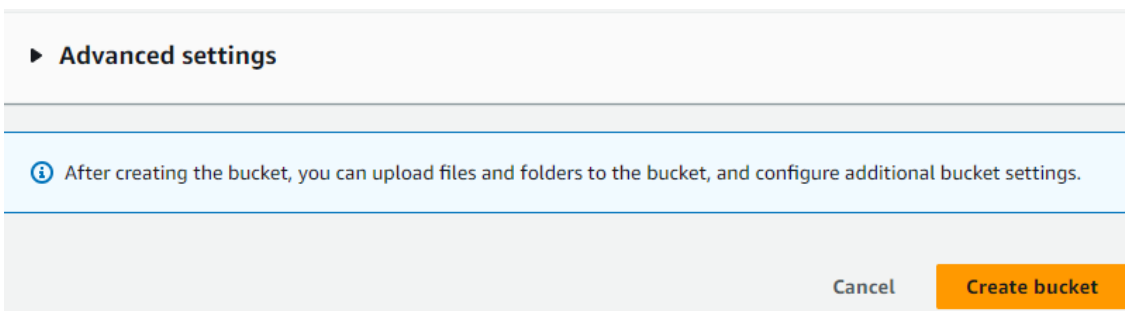 Advanced settings
After creating the bucket, you can upload files and folders to the bucket, and configure additional bucket settings.
Cancel
Create bucket